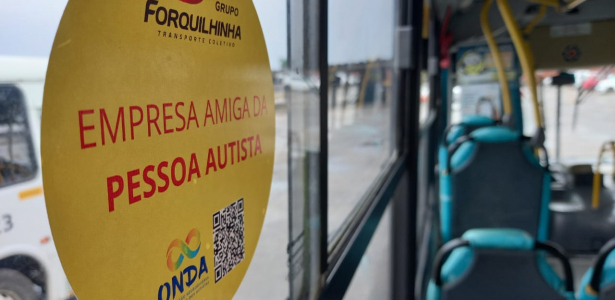 GRUPO
FORQUILHINHA
TRANSPORTE COLETIVO
EMPRESA AMIGA DA
PESSOA AUTISTA
ONDA